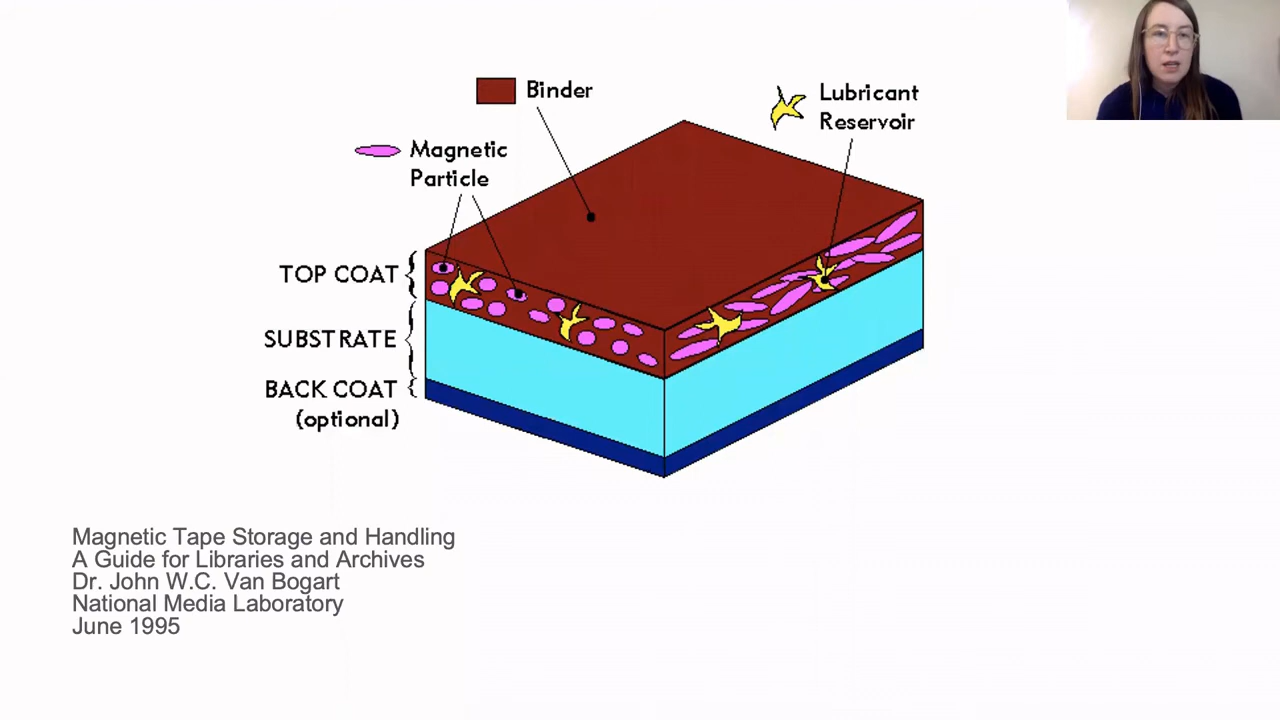 Binder
Lubricant
Reservoir
Magnetic
Particle
TOP COAT
SUBSTRATE
BACK COAT
(optional)
Magnetic Tape Storage and Handling
A Guide for Libraries and Archives
Dr. John W.C. Van Bogart
National Media Laboratory
June 1995